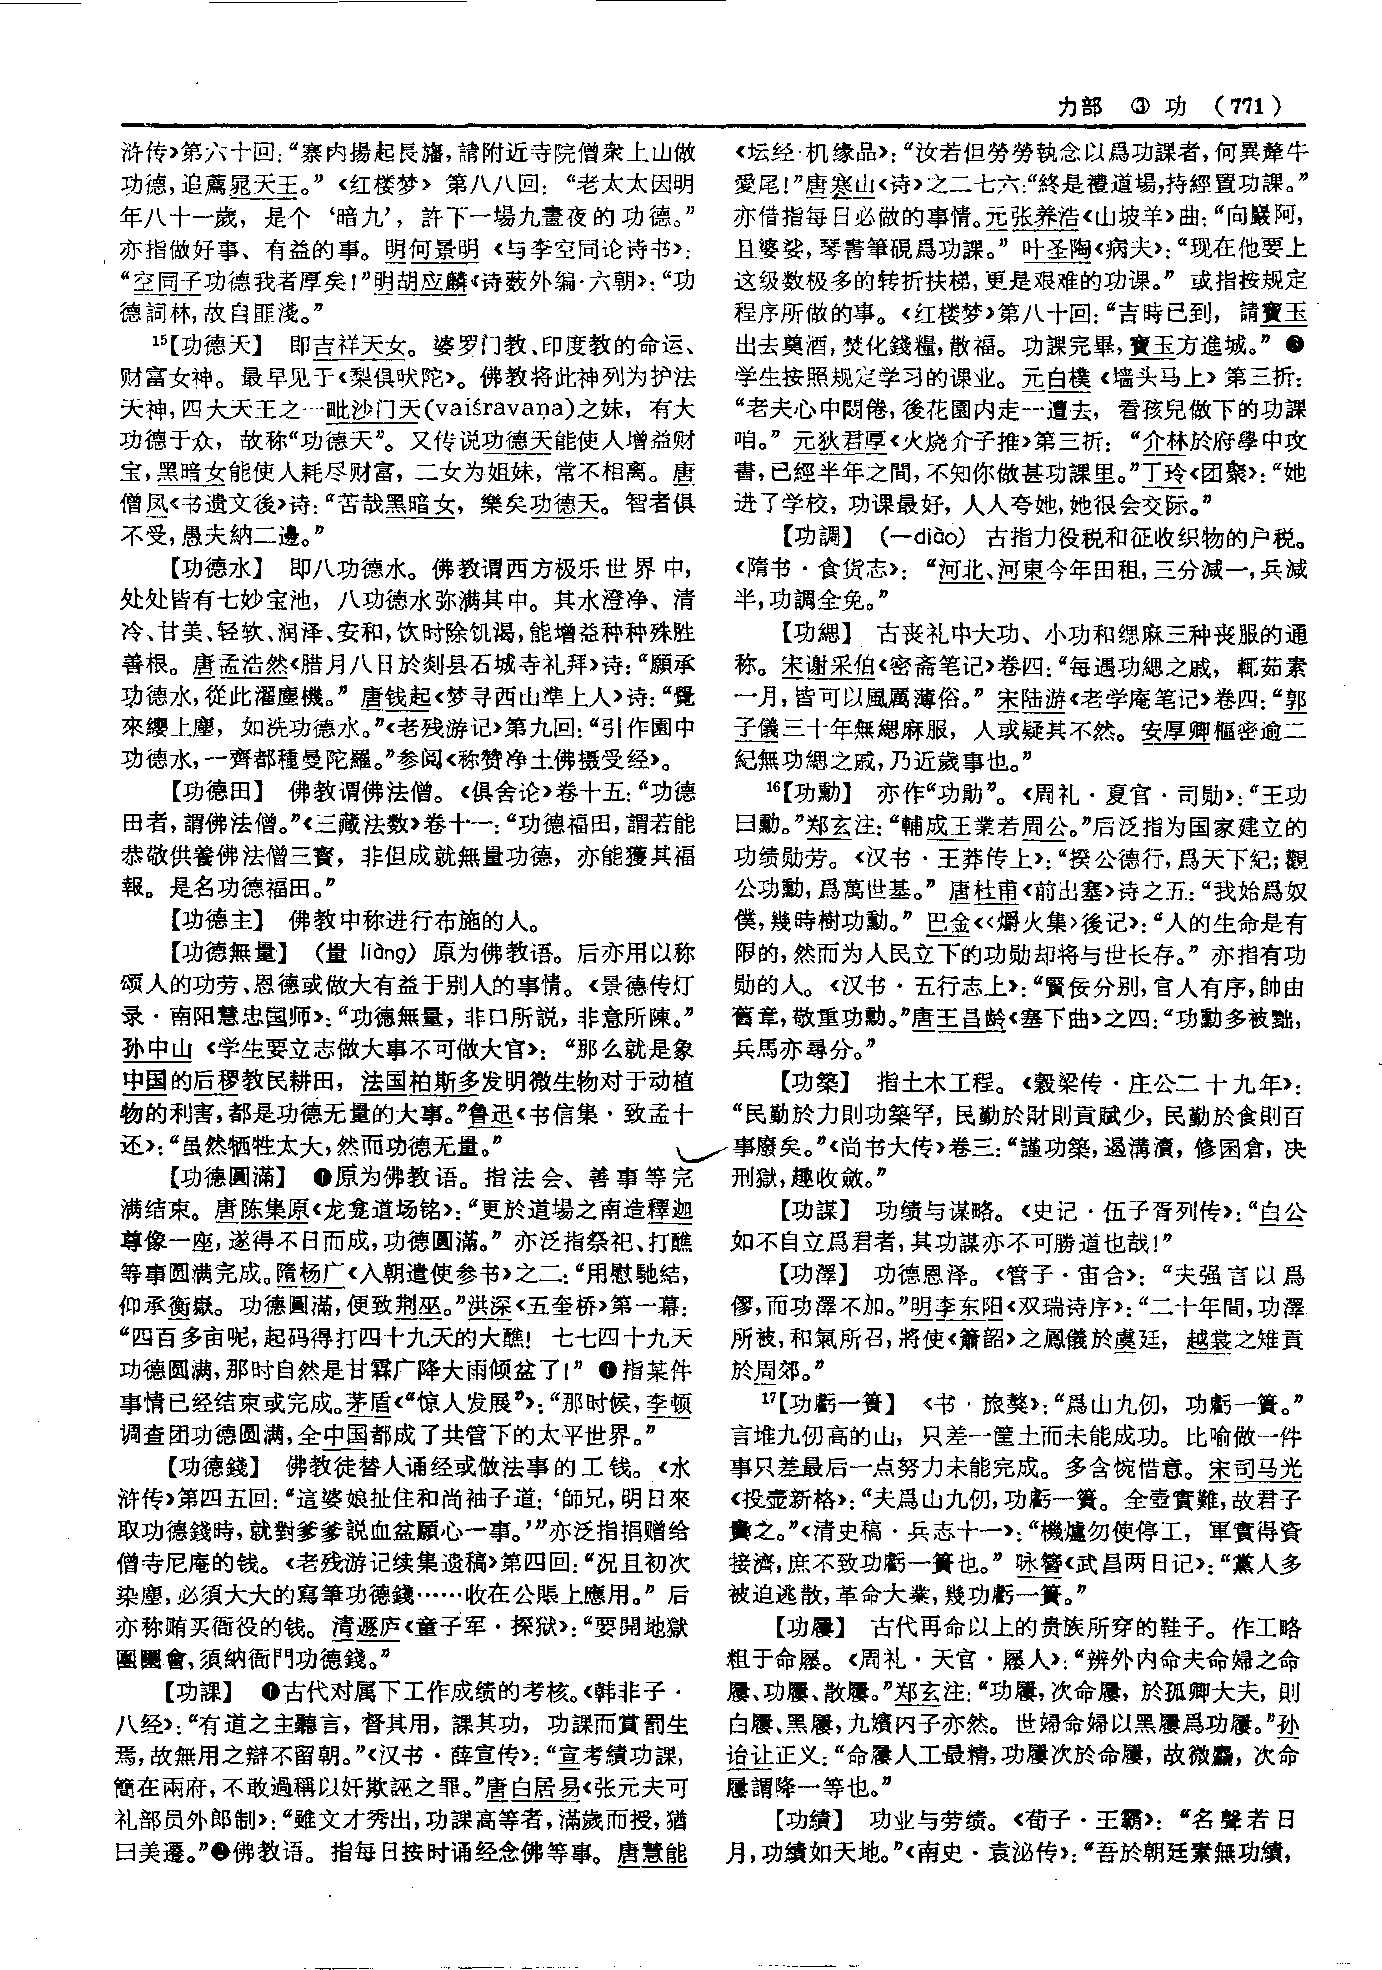 力部 ③ 功 （771）
浒传》第六十回：“寨内揚起長旛，請附近寺院僧衆上山做
功德，追薦晁天王。”《红楼梦》第八八回：“老太太因明
年八十一歲，是个‘暗九’，許下一場九晝夜的功德。”
亦指做好事、有益的事。明何景明《与李空同论诗书》：
“空同子功德我者厚矣！”明胡应麟《诗薮外编·六朝》：“功
德詞林，故自匪淺。”
15【功德天】 即吉祥天女。婆罗门教、印度教的命运、
财富女神。最早见于《梨俱吠陀》。佛教将此神列为护法
天神，四大天王之一毗沙门天(vaiśravaṇa)之妹，有大
功德于众，故称“功德天”。又传说功德天能使人增益财
宝，黑暗女能使人耗尽财富，二女为姐妹，常不相离。唐
僧凤《书遗文後》诗：“苦哉黑暗女，樂矣功德天。智者俱
不受，愚夫納二邊。”
【功德水】 即八功德水。佛教谓西方极乐世界中，
处处皆有七妙宝池，八功德水弥满其中。其水澄净、清
冷、甘美、轻软、润泽、安和，饮时除饥渴，能增益种种殊胜
善根。唐孟浩然《腊月八日於剡县石城寺礼拜》诗：“願承
功德水，從此濯塵機。”唐钱起《梦寻西山準上人》诗：“覺
來纓上塵，如洗功德水。”《老残游记》第九回：“引作園中
功德水，一齊都種曼陀羅。”参阅《称赞净土佛摄受经》。
【功德田】 佛教谓佛法僧。《俱舍论》卷十五：“功德
田者，謂佛法僧。”《三藏法数》卷十一：“功德福田，謂若能
恭敬供養佛法僧三寳，非但成就無量功德，亦能獲其福
報。是名功德福田。”
【功德主】 佛教中称进行布施的人。
【功德無量】 （量 liàng）原为佛教语。后亦用以称
颂人的功劳、恩德或做大有益于别人的事情。《景德传灯
录·南阳慧忠国师》：“功德無量，非口所説，非意所陳。”
孙中山《学生要立志做大事不可做大官》：“那么就是象
中国的后稷教民耕田，法国柏斯多发明微生物对于动植
物的利害，都是功德无量的大事。”鲁迅《书信集·致孟十
还》：“虽然牺牲太大，然而功德无量。”
【功德圓滿】 ❶原为佛教语。指法会、善事等完
满结束。唐陈集原《龙龛道场铭》：“更於道場之南造釋迦
尊像一座，遂得不日而成，功德圓滿。”亦泛指祭祀、打醮
等事圆满完成。隋杨广《入朝遣使参书》之二：“用慰馳結，
仰承衡嶽。功德圓滿，便致荆巫。”洪深《五奎桥》第一幕：
“四百多亩呢，起码得打四十九天的大醮！七七四十九天
功德圆满，那时自然是甘霖广降大雨倾盆了！”❷指某件
事情已经结束或完成。茅盾《“惊人发展”》：“那时候，李顿
调查团功德圆满，全中国都成了共管下的太平世界。”
【功德錢】 佛教徒替人诵经或做法事的工钱。《水
浒传》第四五回：“這婆娘扯住和尚袖子道：‘師兄，明日來
取功德錢時，就對爹爹説血盆願心一事。’”亦泛指捐赠给
僧寺尼庵的钱。《老残游记续集遗稿》第四回：“况且初次
染塵，必須大大的寫筆功德錢……收在公賬上應用。”后
亦称贿买衙役的钱。清遯庐《童子军·探狱》：“要開地獄
團圞會，須納衙門功德錢。”
【功課】 ❶古代对属下工作成绩的考核。《韩非子·
八经》：“有道之主聽言，督其用，課其功，功課而賞罰生
焉，故無用之辯不留朝。”《汉书·薛宣传》：“宣考績功課，
簡在兩府，不敢過稱以奸欺誣之罪。”唐白居易《张元夫可
礼部员外郎制》：“雖文才秀出，功課高等者，滿歲而授，猶
曰美遷。”❷佛教语。指每日按时诵经念佛等事。唐慧能
《坛经·机缘品》：“汝若但勞勞執念以爲功課者，何異犛牛
愛尾！”唐寒山《诗》之二七六：“終是禮道場，持經置功課。”
亦借指每日必做的事情。元张养浩《山坡羊》曲：“向巖阿，
且婆娑，琴書筆硯爲功課。”叶圣陶《病夫》：“现在他要上
这级数极多的转折扶梯，更是艰难的功课。”或指按规定
程序所做的事。《红楼梦》第八十回：“吉時已到，請寳玉
出去奠酒，焚化錢糧，散福。功課完畢，寳玉方進城。”❸
学生按照规定学习的课业。元白樸《墙头马上》第三折：
“老夫心中悶倦，後花園内走一遭去，看孩兒做下的功課
咱。”元狄君厚《火烧介子推》第三折：“介林於府學中攻
書，已經半年之間，不知你做甚功課里。”丁玲《团聚》：“她
进了学校，功课最好，人人夸她，她很会交际。”
【功調】 （—diào）古指力役税和征收织物的户税。
《隋书·食货志》：“河北、河東今年田租，三分減一，兵減
半，功調全免。”
【功緦】 古丧礼中大功、小功和缌麻三种丧服的通
称。宋谢采伯《密斋笔记》卷四：“每遇功緦之戚，輒茹素
一月，皆可以風厲薄俗。”宋陆游《老学庵笔记》卷四：“郭
子儀三十年無緦麻服，人或疑其不然。安厚卿樞密逾二
紀無功緦之戚，乃近歲事也。”
16【功勳】 亦作“功勛”。《周礼·夏官·司勋》：“王功
曰勳。”郑玄注：“輔成王業若周公。”后泛指为国家建立的
功绩勋劳。《汉书·王莽传上》：“揆公德行，爲天下紀；觀
公功勳，爲萬世基。”唐杜甫《前出塞》诗之五：“我始爲奴
僕，幾時樹功勳。”巴金《〈爝火集〉後记》：“人的生命是有
限的，然而为人民立下的功勋却将与世长存。”亦指有功
勋的人。《汉书·五行志上》：“賢佞分别，官人有序，帥由
舊章，敬重功勳。”唐王昌龄《塞下曲》之四：“功勳多被黜，
兵馬亦尋分。”
【功築】 指土木工程。《穀梁传·庄公二十九年》：
“民勤於力則功築罕，民勤於財則貢賦少，民勤於食則百
事廢矣。”《尚书大传》卷三：“謹功築，遏溝瀆，修囷倉，决
刑獄，趣收斂。”
【功謀】 功绩与谋略。《史记·伍子胥列传》：“白公
如不自立爲君者，其功謀亦不可勝道也哉！”
【功澤】 功德恩泽。《管子·宙合》：“夫强言以爲
僇，而功澤不加。”明李东阳《双瑞诗序》：“二十年間，功澤
所被，和氣所召，將使《簫韶》之鳳儀於虞廷，越裳之雉貢
於周郊。”
17【功虧一簣】 《书·旅獒》：“爲山九仞，功虧一簣。”
言堆九仞高的山，只差一筐土而未能成功。比喻做一件
事只差最后一点努力未能完成。多含惋惜意。宋司马光
《投壶新格》：“夫爲山九仞，功虧一簣。全壺實難，故君子
貴之。”《清史稿·兵志十一》：“機爐勿使停工，軍實得資
接濟，庶不致功虧一簣也。”咏簪《武昌两日记》：“黨人多
被迫逃散，革命大業，幾功虧一簣。”
【功屨】 古代再命以上的贵族所穿的鞋子。作工略
粗于命屦。《周礼·天官·屦人》：“辨外内命夫命婦之命
屨、功屨、散屨。”郑玄注：“功屨，次命屨，於孤卿大夫，則
白屨、黑屨，九嬪内子亦然。世婦命婦以黑屨爲功屨。”孙
诒让正义：“命屨人工最精，功屨次於命屨，故微麤，次命
屨謂降一等也。”
【功績】 功业与劳绩。《荀子·王霸》：“名聲若日
月，功績如天地。”《南史·袁泌传》：“吾於朝廷素無功績，